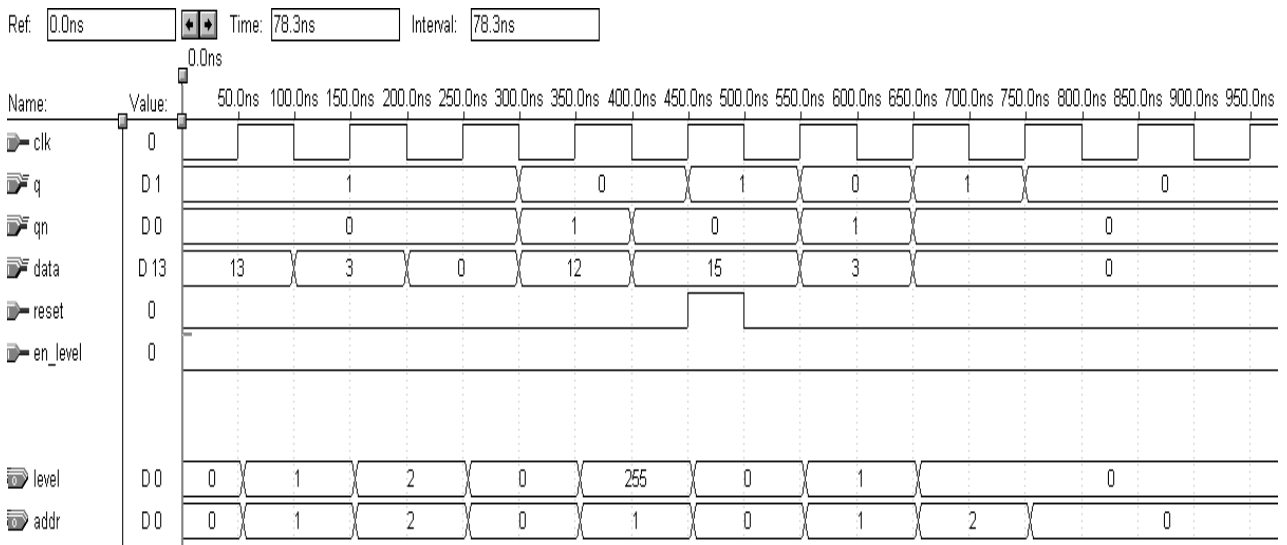 Ref: 0.0ns Time: 78.3ns Interval: 78.3ns
0.0ns
Name: Value: 50.0ns 100.0ns 150.0ns 200.0ns 250.0ns 300.0ns 350.0ns 400.0ns 450.0ns 500.0ns 550.0ns 600.0ns 650.0ns 700.0ns 750.0ns 800.0ns 850.0ns 900.0ns 950.0ns
clk 0
q D 1 1 0 1 0 1 0
qn D 0 0 1 0 1 0
data D 13 13 3 0 12 15 3 0
reset 0
en_level 0
level D 0 0 1 2 0 255 0 1 0
addr D 0 0 1 2 0 1 0 1 2 0